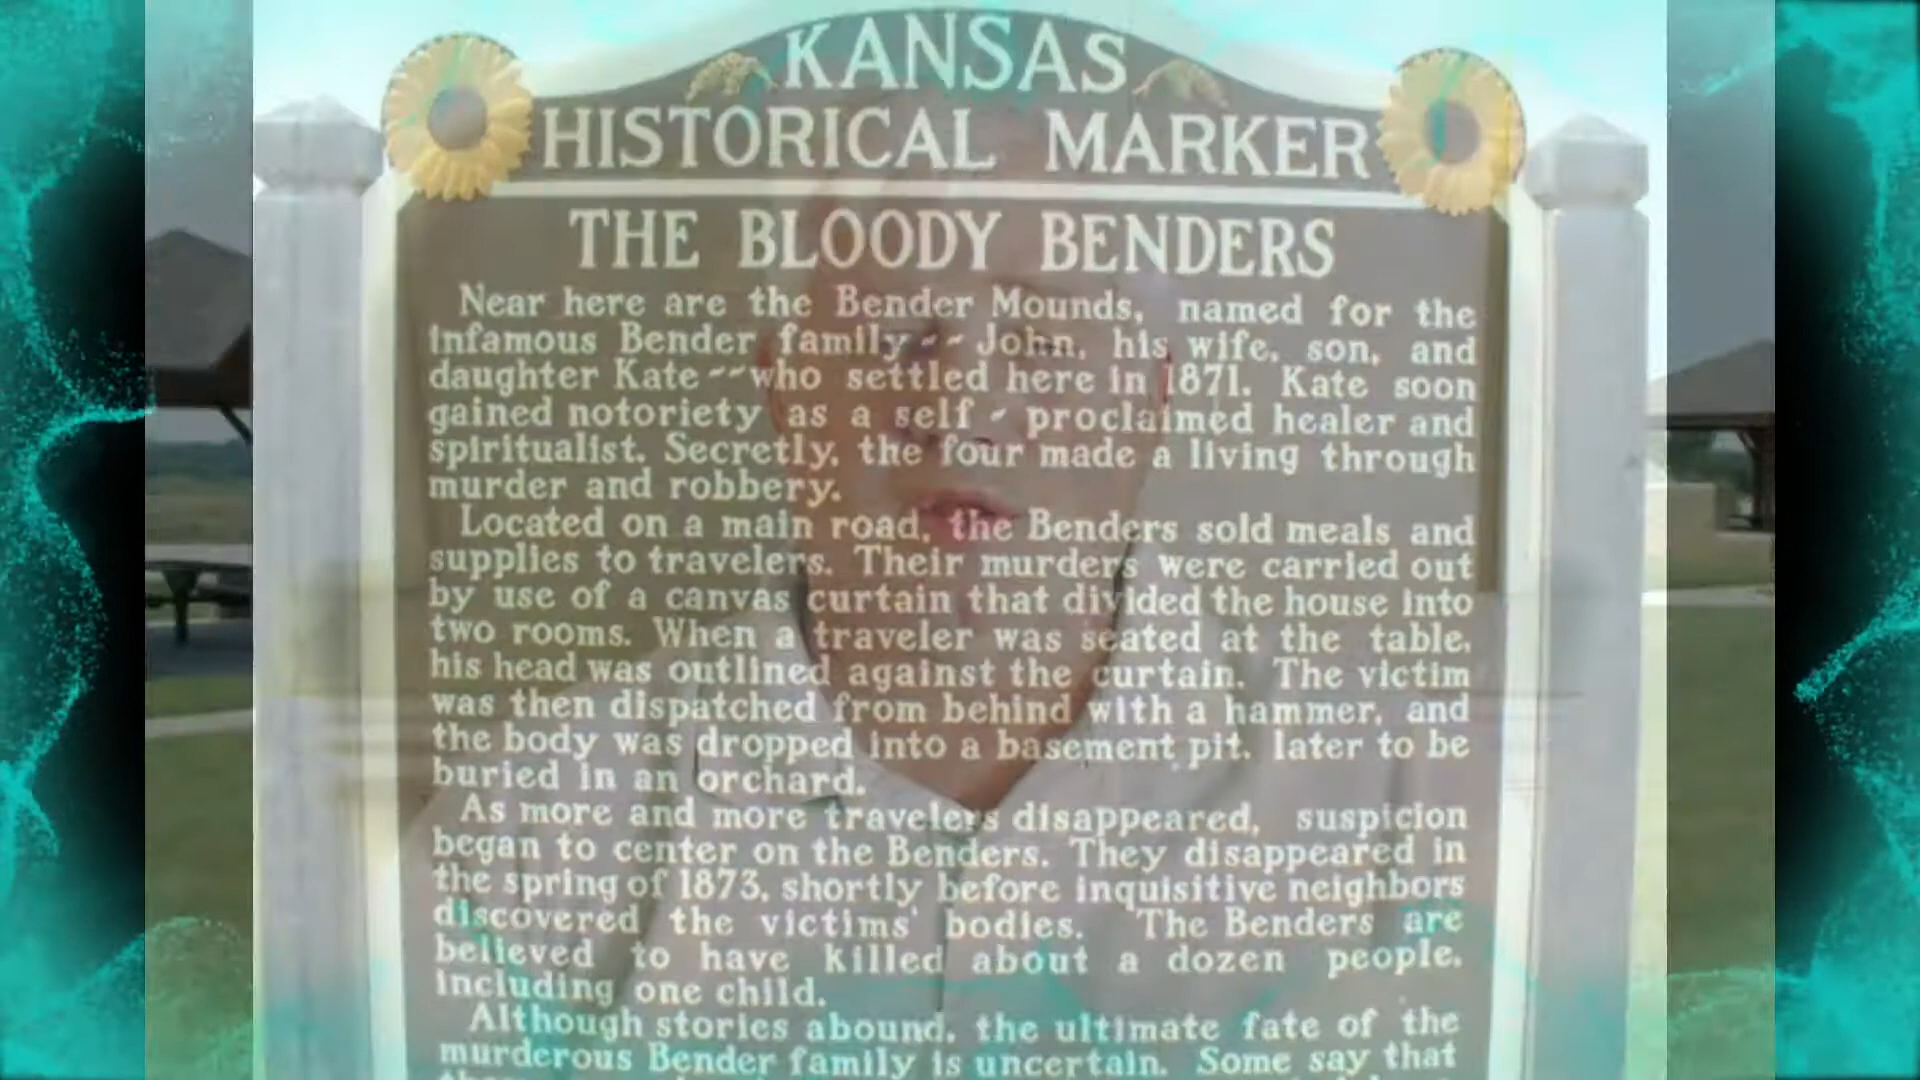 KANSAS
HISTORICAL MARKER
THE BLOODY BENDERS
Near here are the Bender Mounds, named for the
infamous Bender family -- John, his wife, son, and
daughter Kate -- who settled here in 1871. Kate soon
gained notoriety as a self - proclaimed healer and
spiritualist. Secretly, the four made a living through
murder and robbery.
Located on a main road, the Benders sold meals and
supplies to travelers. Their murders were carried out
by use of a canvas curtain that divided the house into
two rooms. When a traveler was seated at the table,
his head was outlined against the curtain. The victim
was then dispatched from behind with a hammer, and
the body was dropped into a basement pit, later to be
buried in an orchard.
As more and more travelers disappeared, suspicion
began to center on the Benders. They disappeared in
the spring of 1873, shortly before inquisitive neighbors
discovered the victims' bodies. The Benders are
believed to have killed about a dozen people,
including one child.
Although stories abound, the ultimate fate of the
murderous Bender family is uncertain. Some say that